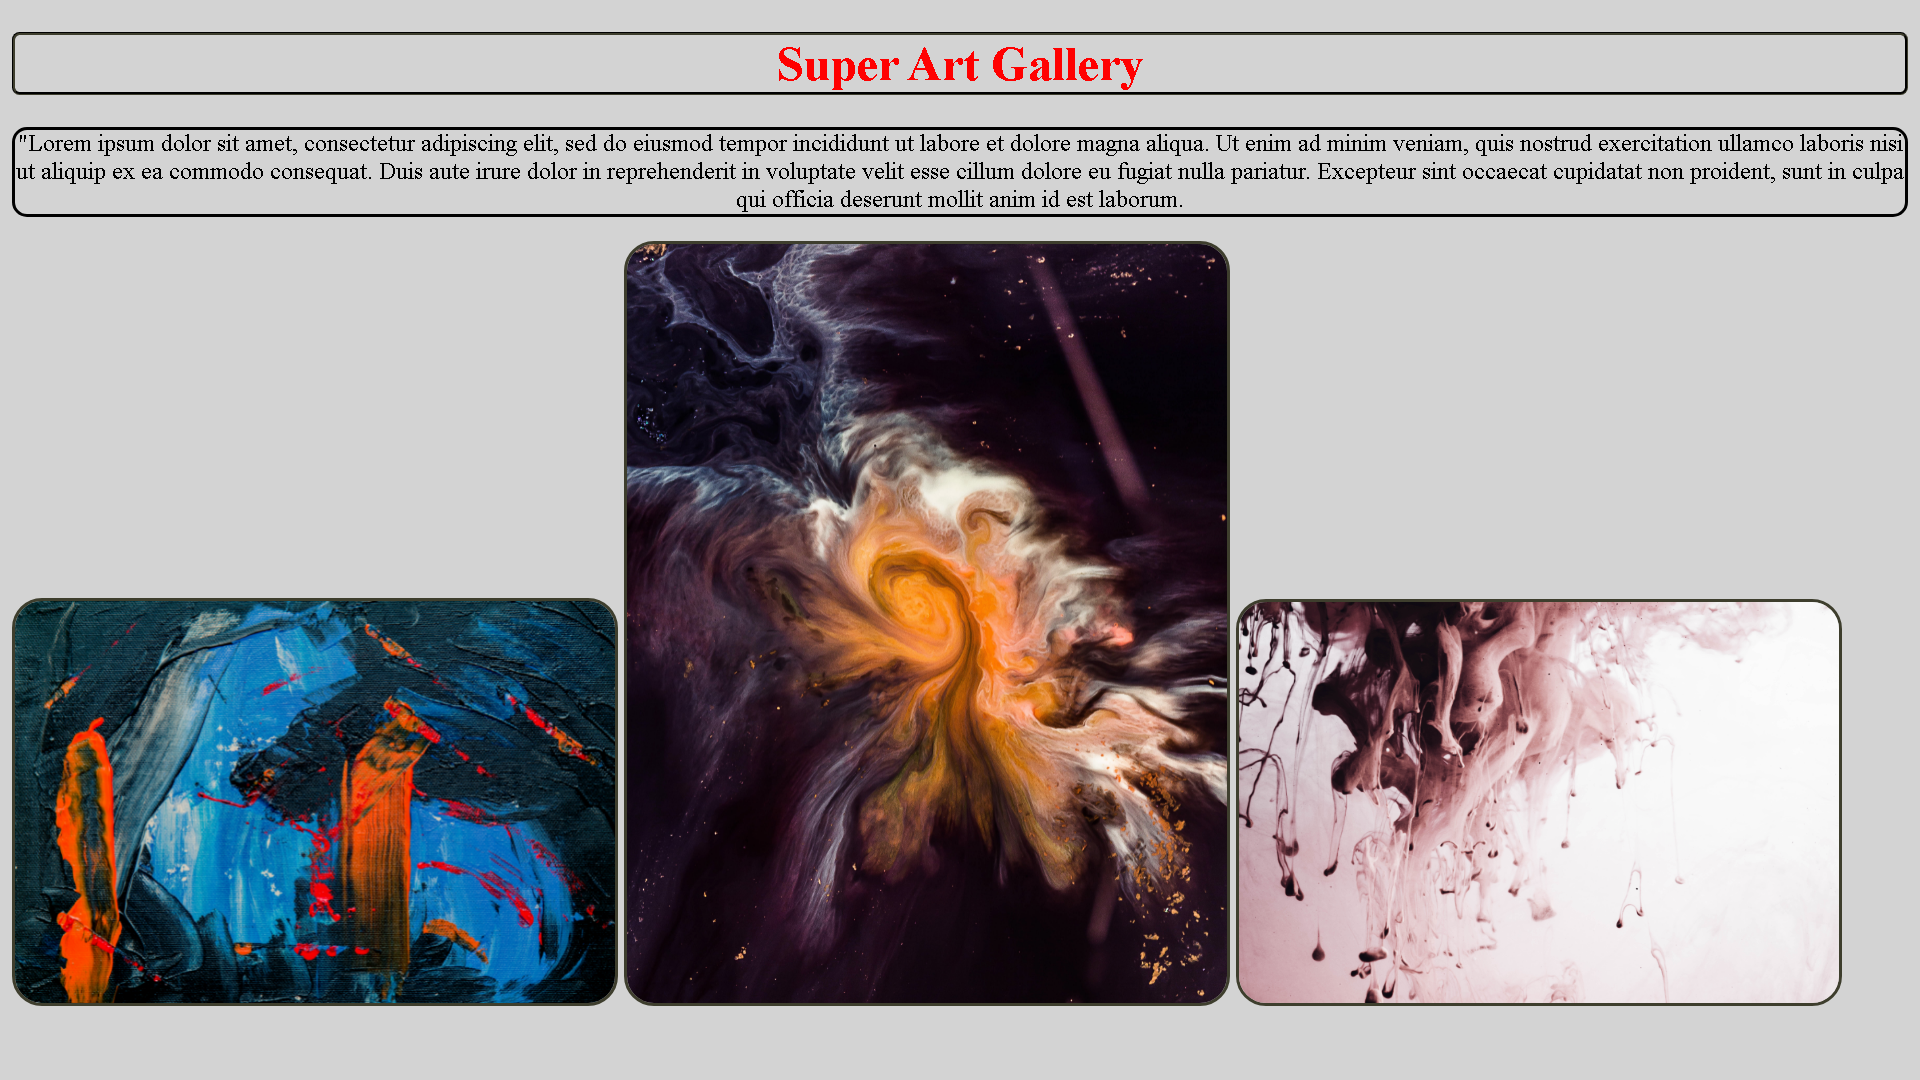 Super Art Gallery
"Lorem ipsum dolor sit amet, consectetur adipiscing elit, sed do eiusmod tempor incididunt ut labore et dolore magna aliqua. Ut enim ad minim veniam, quis nostrud exercitation ullamco laboris nisi
ut aliquip ex ea commodo consequat. Duis aute irure dolor in reprehenderit in voluptate velit esse cillum dolore eu fugiat nulla pariatur. Excepteur sint occaecat cupidatat non proident, sunt in culpa
qui officia deserunt mollit anim id est laborum.